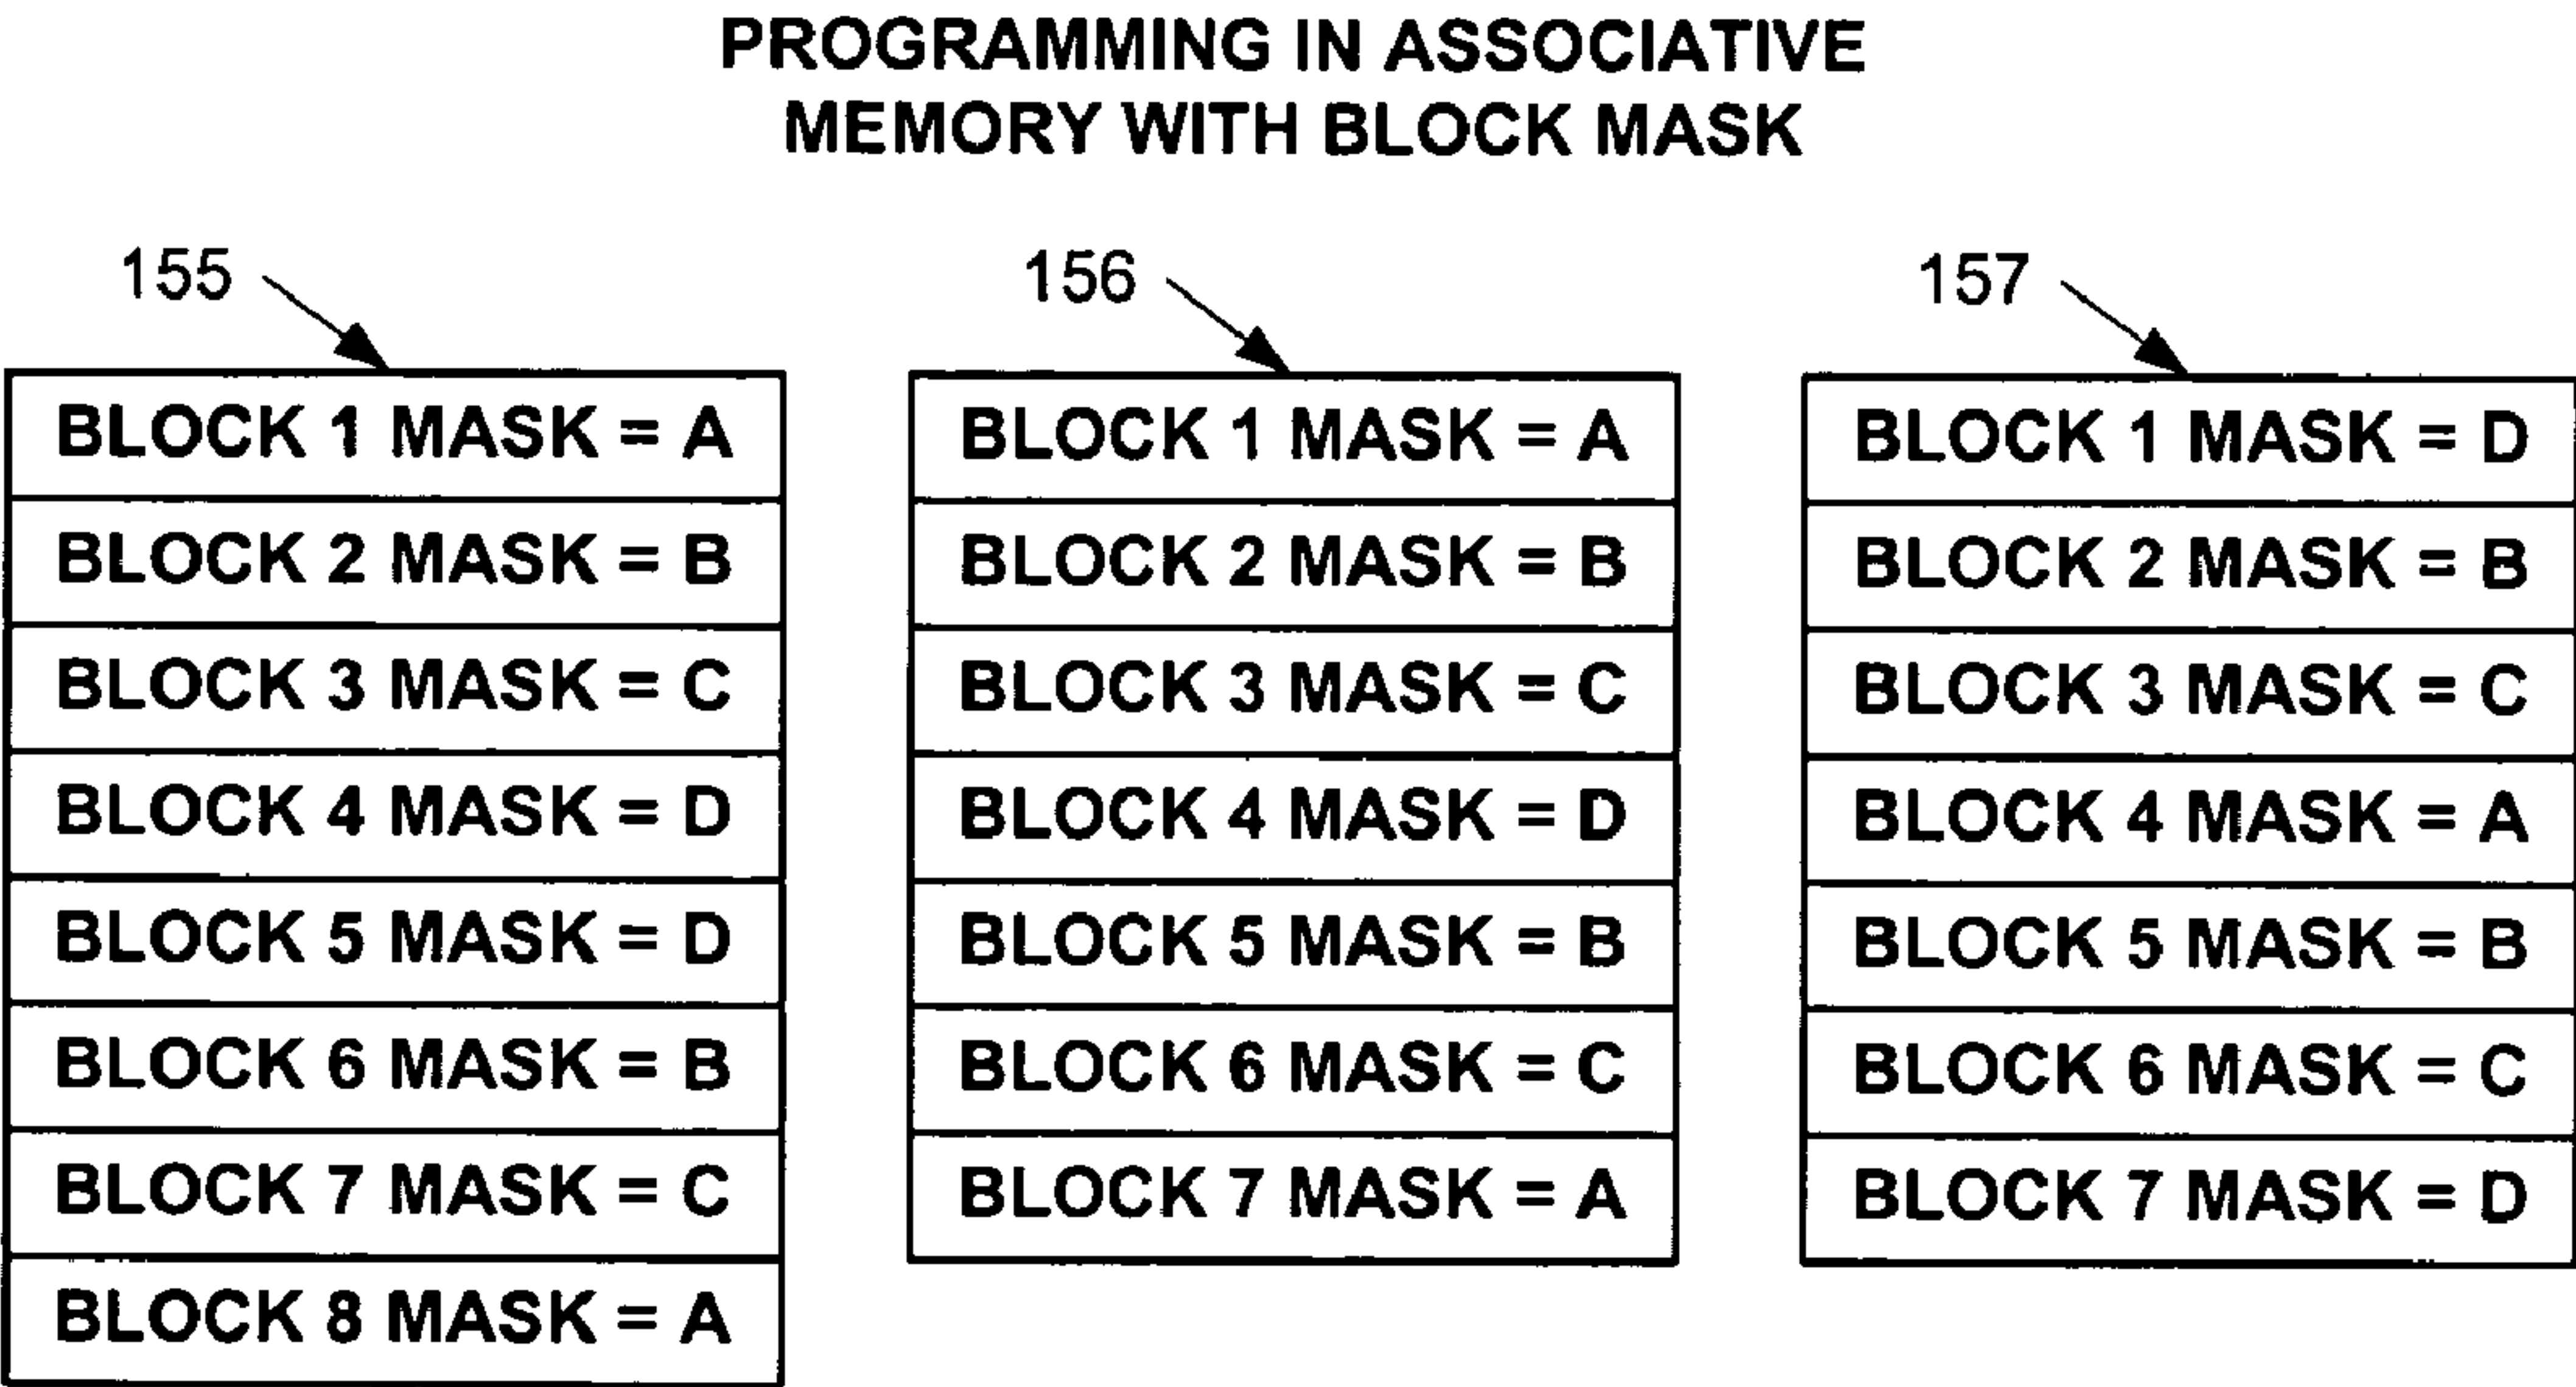 PROGRAMMING IN ASSOCIATIVE
MEMORY WITH BLOCK MASK
155
BLOCK 1 MASK = A
BLOCK 2 MASK = B
BLOCK 3 MASK = C
BLOCK 4 MASK = D
BLOCK 5 MASK = D
BLOCK 6 MASK = B
BLOCK 7 MASK = C
BLOCK 8 MASK = A
156
BLOCK 1 MASK = A
BLOCK 2 MASK = B
BLOCK 3 MASK = C
BLOCK 4 MASK = D
BLOCK 5 MASK = B
BLOCK 6 MASK = C
BLOCK 7 MASK = A
157
BLOCK 1 MASK = D
BLOCK 2 MASK = B
BLOCK 3 MASK = C
BLOCK 4 MASK = A
BLOCK 5 MASK = B
BLOCK 6 MASK = C
BLOCK 7 MASK = D